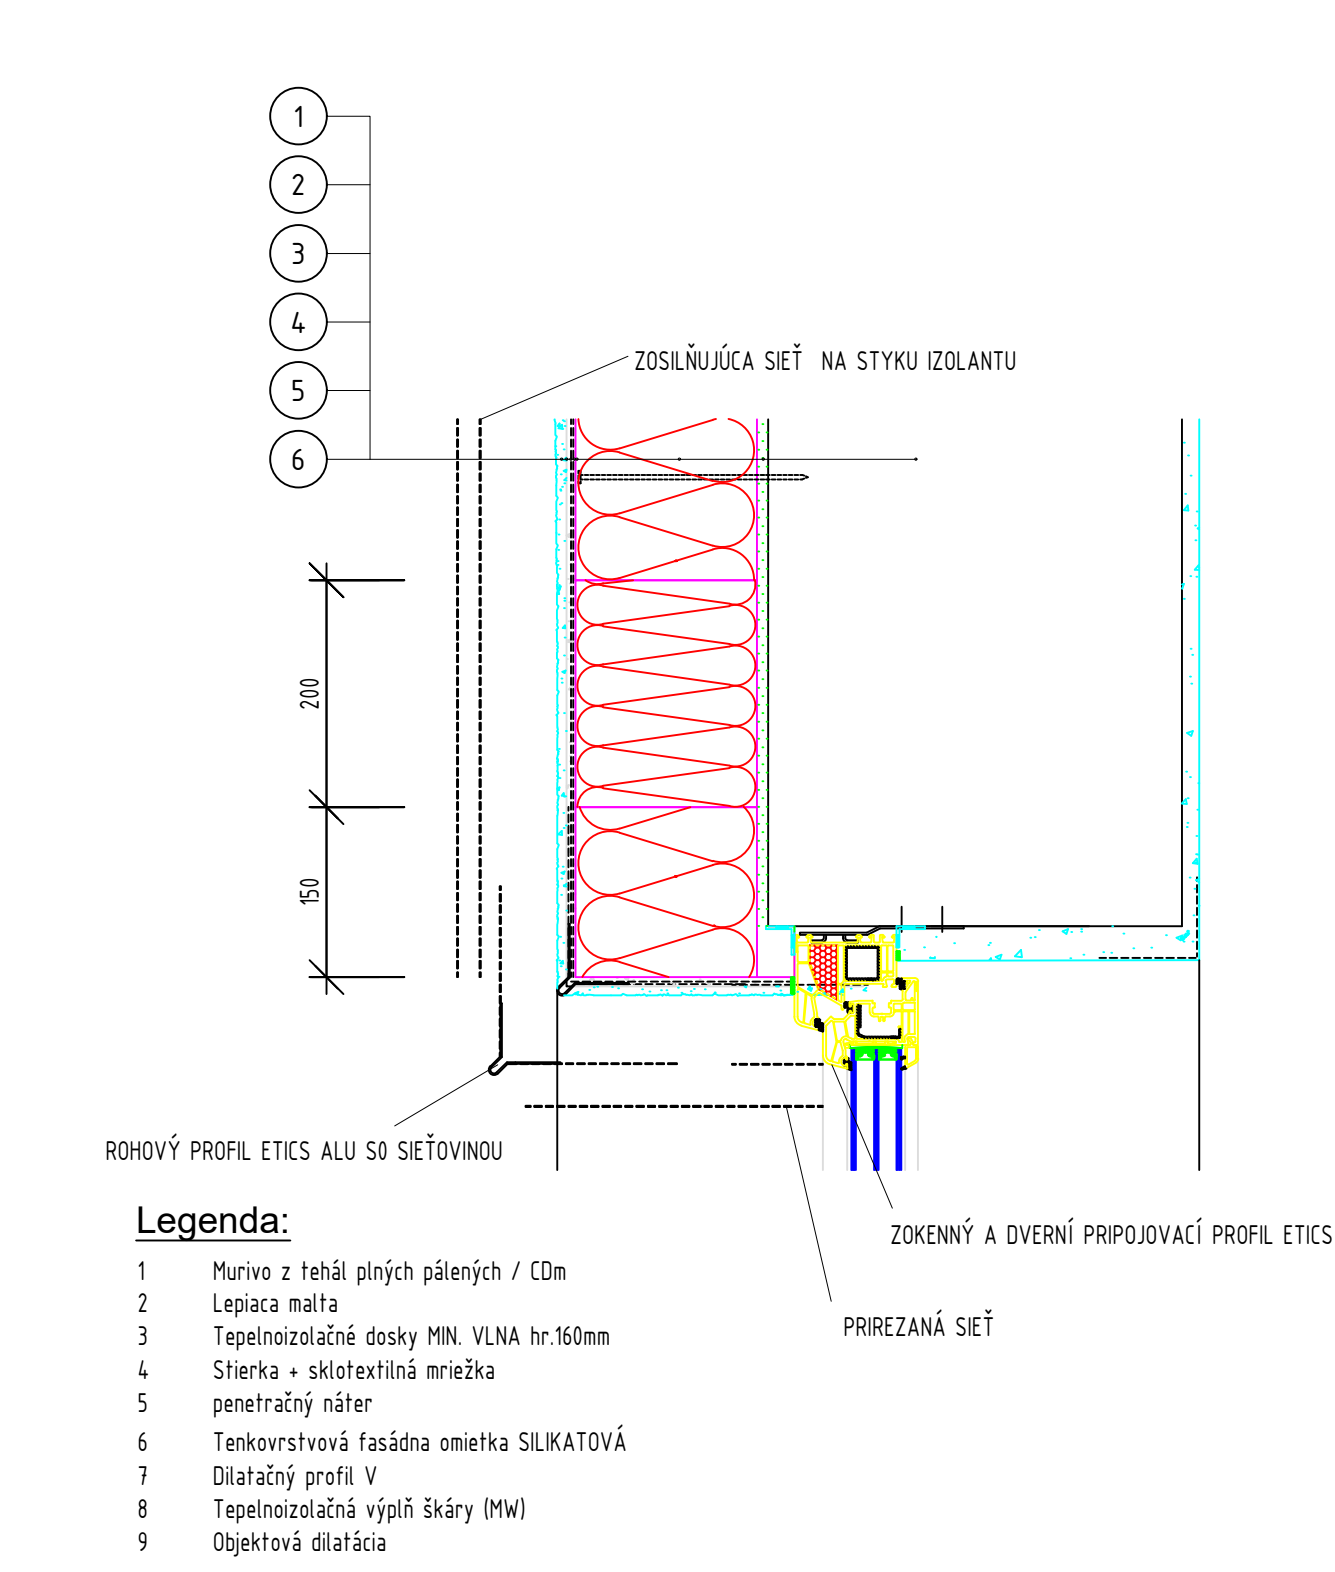 1
2
3
4
5
6
ZOSILŇUJÚCA SIEŤ NA STYKU IZOLANTU
200
150
ROHOVÝ PROFIL ETICS ALU SO SIEŤOVINOU
ZOKENNÝ A DVERNÍ PRIPOJOVACÍ PROFIL ETICS
PRIREZANÁ SIEŤ
Legenda:
1 Murivo z tehál plných pálených / CDm
2 Lepiaca malta
3 Tepelnoizolačné dosky MIN. VLNA hr.160mm
4 Stierka + sklotextilná mriežka
5 penetračný náter
6 Tenkovrstvová fasádna omietka SILIKATOVÁ
7 Dilatačný profil V
8 Tepelnoizolačná výplň škáry (MW)
9 Objektová dilatácia